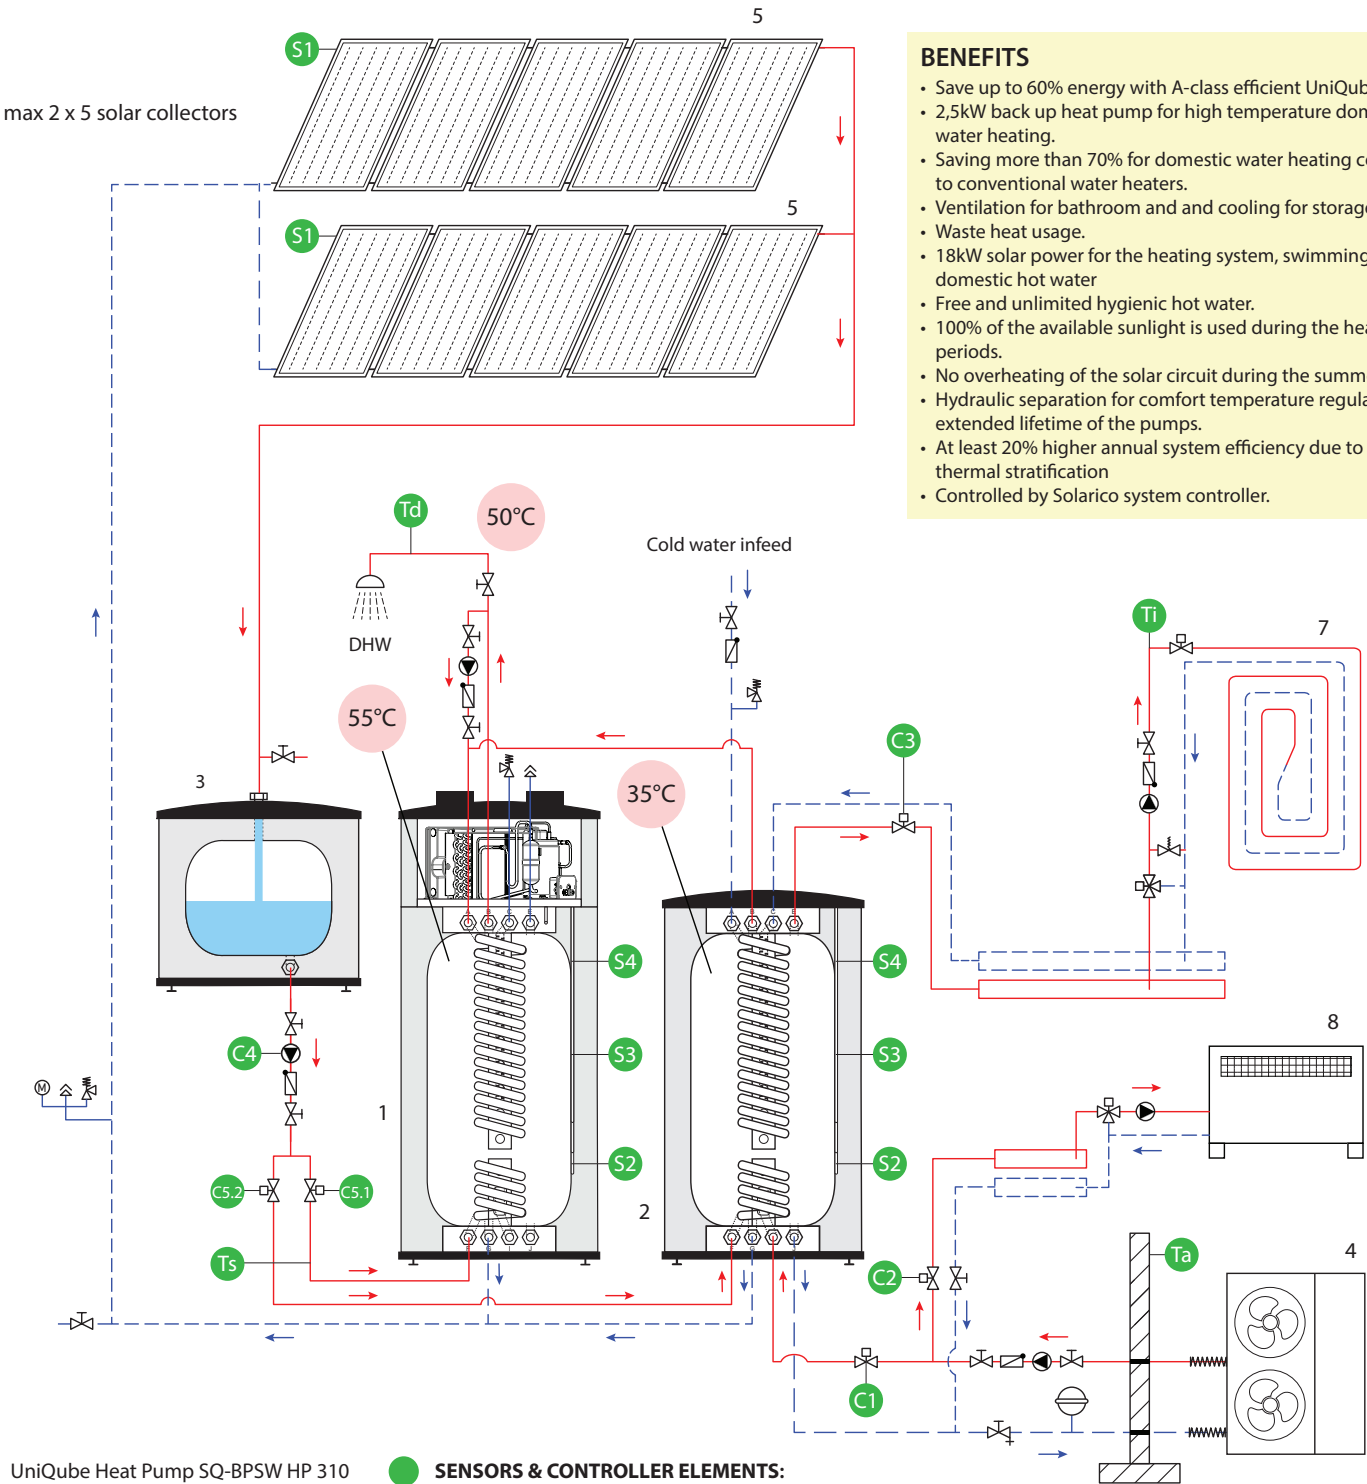 5
S1
max 2 x 5 solar collectors
5
S1
BENEFITS
• Save up to 60% energy with A-class efficient
• 2,5kW back up heat pump for high temperature
water heating.
• Saving more than 70% for domestic water heating
to conventional water heaters.
• Ventilation for bathroom and and cooling for
• Waste heat usage.
• 18kW solar power for the heating system, swimming
domestic hot water
• Free and unlimited hygienic hot water.
• 100% of the available sunlight is used during the
periods.
• No overheating of the solar circuit during the
• Hydraulic separation for comfort temperature
extended lifetime of the pumps.
• At least 20% higher annual system efficiency due to
thermal stratification
• Controlled by Solarico system controller.
Td
50°C
Cold water infeed
DHW
Ti
7
55°C
C3
35°C
3
A B C E
A B C E
S4
S4
8
C4
S3
S3
M
1
S2
S2
C5.2
C5.1
2
F G I J
F G I J
Ts
C2
Ta
4
C1
UniQube Heat Pump SQ-BPSW HP 310
SENSORS & CONTROLLER ELEMENTS: